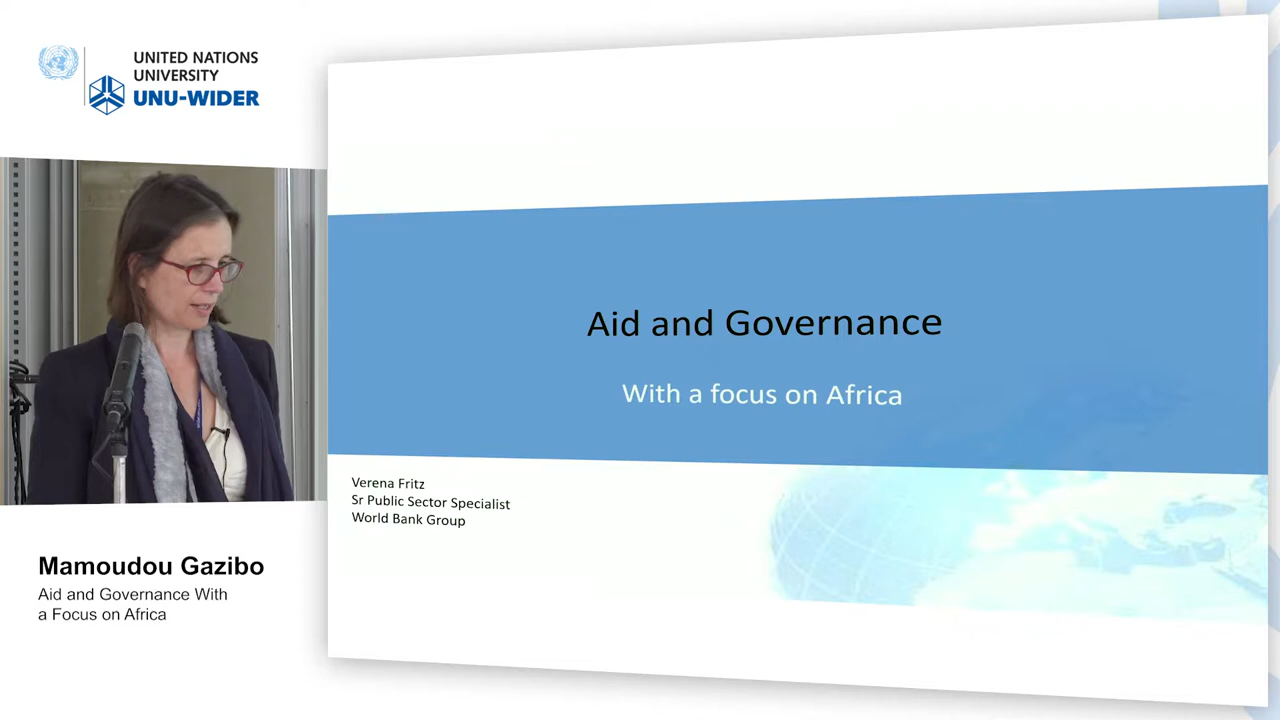 UNITED NATIONS
UNIVERSITY
UNU-WIDER
Mamoudou Gazibo
Aid and Governance With
a Focus on Africa
Aid and Governance
With a focus on Africa
Verena Fritz
Sr Public Sector Specialist
World Bank Group